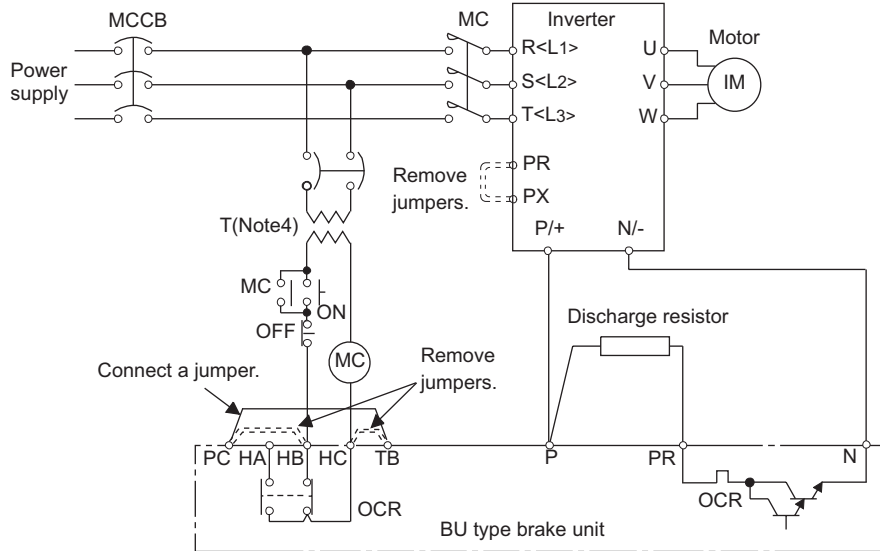 MCCB
MC
Inverter
Motor
R<L1>
U
Power
supply
S<L2>
V
IM
T<L3>
W
Remove
jumpers.
PR
PX
T(Note4)
P/+
N/-
MC
ON
OFF
Discharge resistor
MC
Remove
jumpers.
Connect a jumper.
PC
HA
HB
HC
TB
P
PR
N
OCR
OCR
BU type brake unit